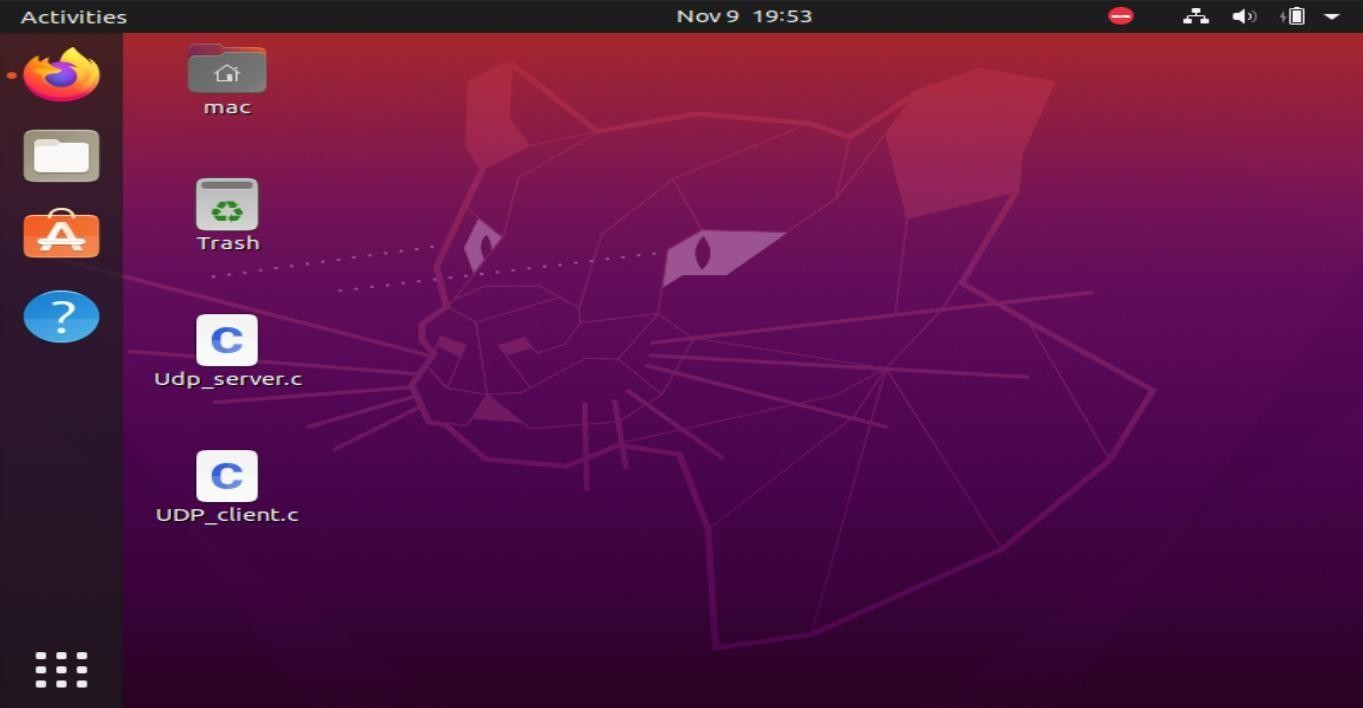 Activities
Nov 9 19:53
mac
Trash
Udp_server.c
UDP_client.c